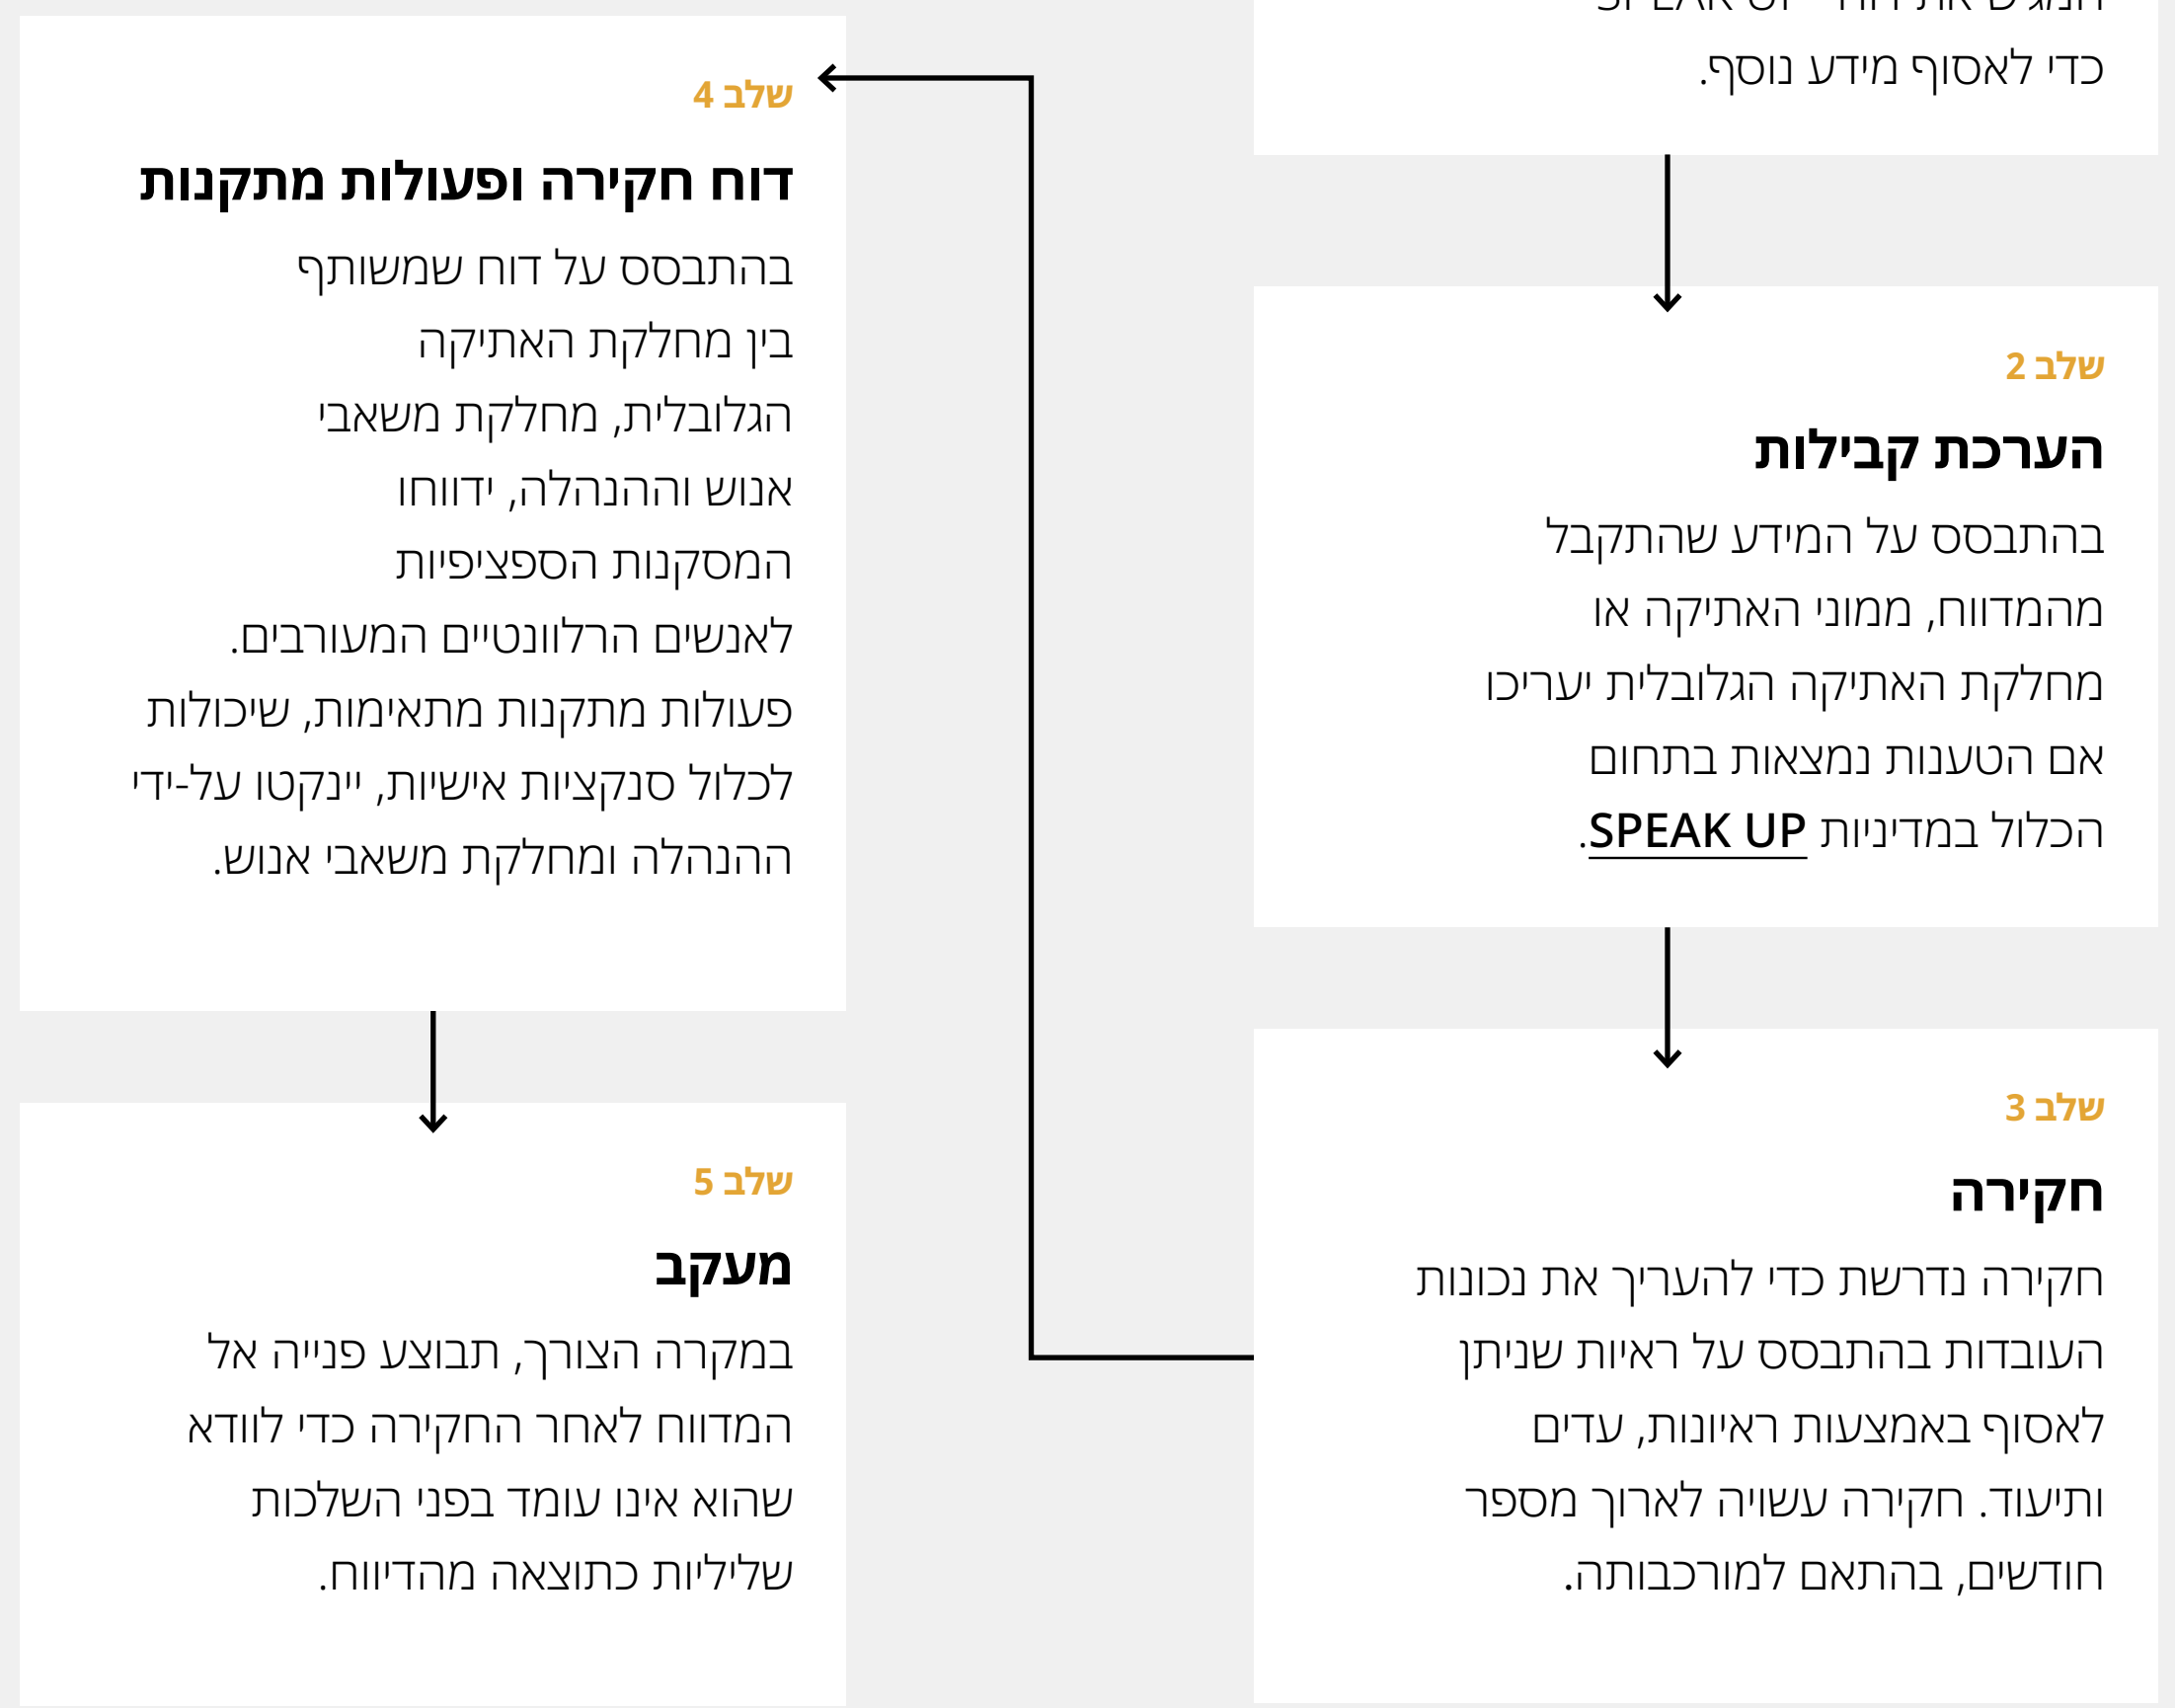 כדי לאסוף מידע נוסף.
שלב 2
הערכת קבילות
בהתבסס על המידע שהתקבל
מהמדווח, ממוני האתיקה או
מחלקת האתיקה הגלובלית יעריכו
אם הטענות נמצאות בתחום
הכלול במדיניות SPEAK UP.
שלב 3
חקירה
חקירה נדרשת כדי להעריך את נכונות
העובדות בהתבסס על ראיות שניתן
לאסוף באמצעות ראיונות, עדים
ותיעוד. חקירה עשויה לארוך מספר
חודשים, בהתאם למורכבותה.
שלב 4
דוח חקירה ופעולות מתקנות
בהתבסס על דוח שמשותף
בין מחלקת האתיקה
הגלובלית, מחלקת משאבי
אנוש וההנהלה, ידווחו
המסקנות הספציפיות
לאנשים הרלוונטיים המעורבים.
פעולות מתקנות מתאימות, שיכולות
לכלול סנקציות אישיות, יינקטו על-ידי
ההנהלה ומחלקת משאבי אנוש.
שלב 5
מעקב
במקרה הצורך, תבוצע פנייה אל
המדווח לאחר החקירה כדי לוודא
שהוא אינו עומד בפני השלכות
שליליות כתוצאה מהדיווח.